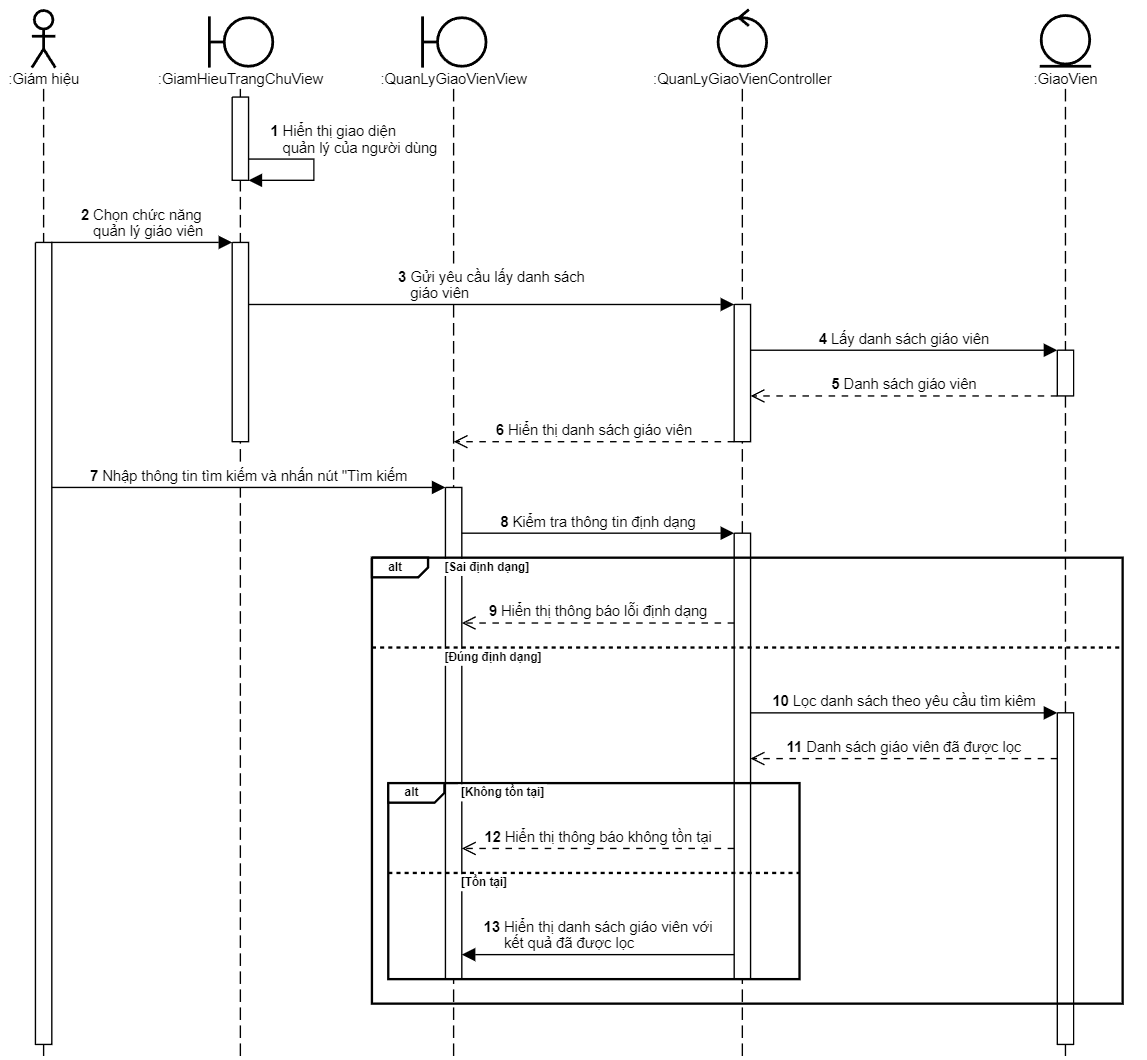 :Giám hiệu
:GiamHieuTrangChuView
:QuanLyGiaoVienView
:QuanLyGiaoVienController
:GiaoVien
1 Hiển thị giao diện
quản lý của người dùng
2 Chọn chức năng
quản lý giáo viên
3 Gửi yêu cầu lấy danh sách
giáo viên
4 Lấy danh sách giáo viên
5 Danh sách giáo viên
6 Hiển thị danh sách giáo viên
7 Nhập thông tin tìm kiếm và nhấn nút "Tìm kiếm
8 Kiểm tra thông tin định dạng
alt
[Sai định dạng]
9 Hiển thị thông báo lỗi định dạng
[Đúng định dạng]
10 Lọc danh sách theo yêu cầu tìm kiêm
11 Danh sách giáo viên đã được lọc
alt
[Không tồn tại]
12 Hiển thị thông báo không tồn tại
[Tồn tại]
13 Hiển thị danh sách giáo viên với
kết quả đã được lọc